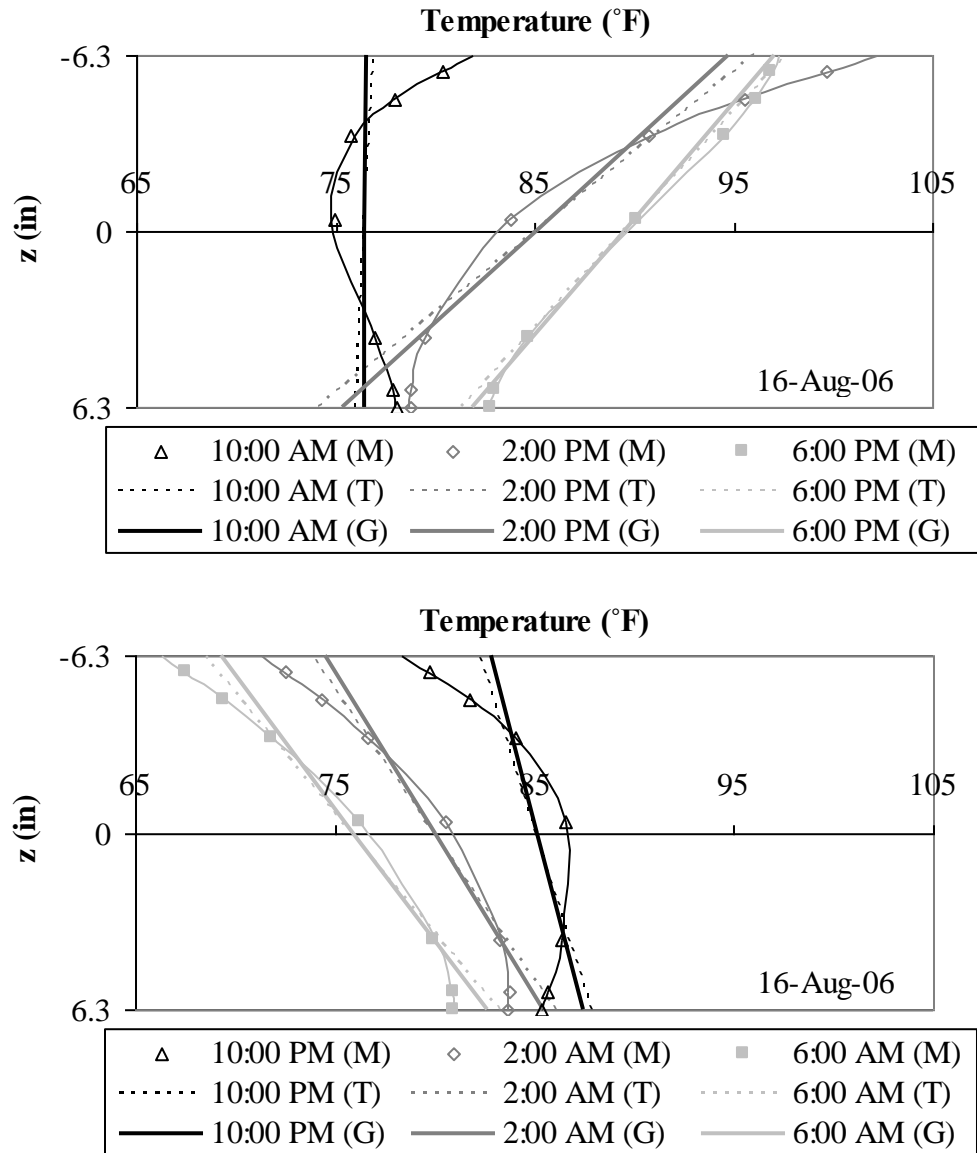 Temperature (˚F)
-6.3
65 75 85 95 105
z (in)
0
16-Aug-06
6.3
10:00 AM (M) 2:00 PM (M) 6:00 PM (M)
10:00 AM (T) 2:00 PM (T) 6:00 PM (T)
10:00 AM (G) 2:00 PM (G) 6:00 PM (G)
Temperature (˚F)
-6.3
65 75 85 95 105
z (in)
0
16-Aug-06
6.3
10:00 PM (M) 2:00 AM (M) 6:00 AM (M)
10:00 PM (T) 2:00 AM (T) 6:00 AM (T)
10:00 PM (G) 2:00 AM (G) 6:00 AM (G)